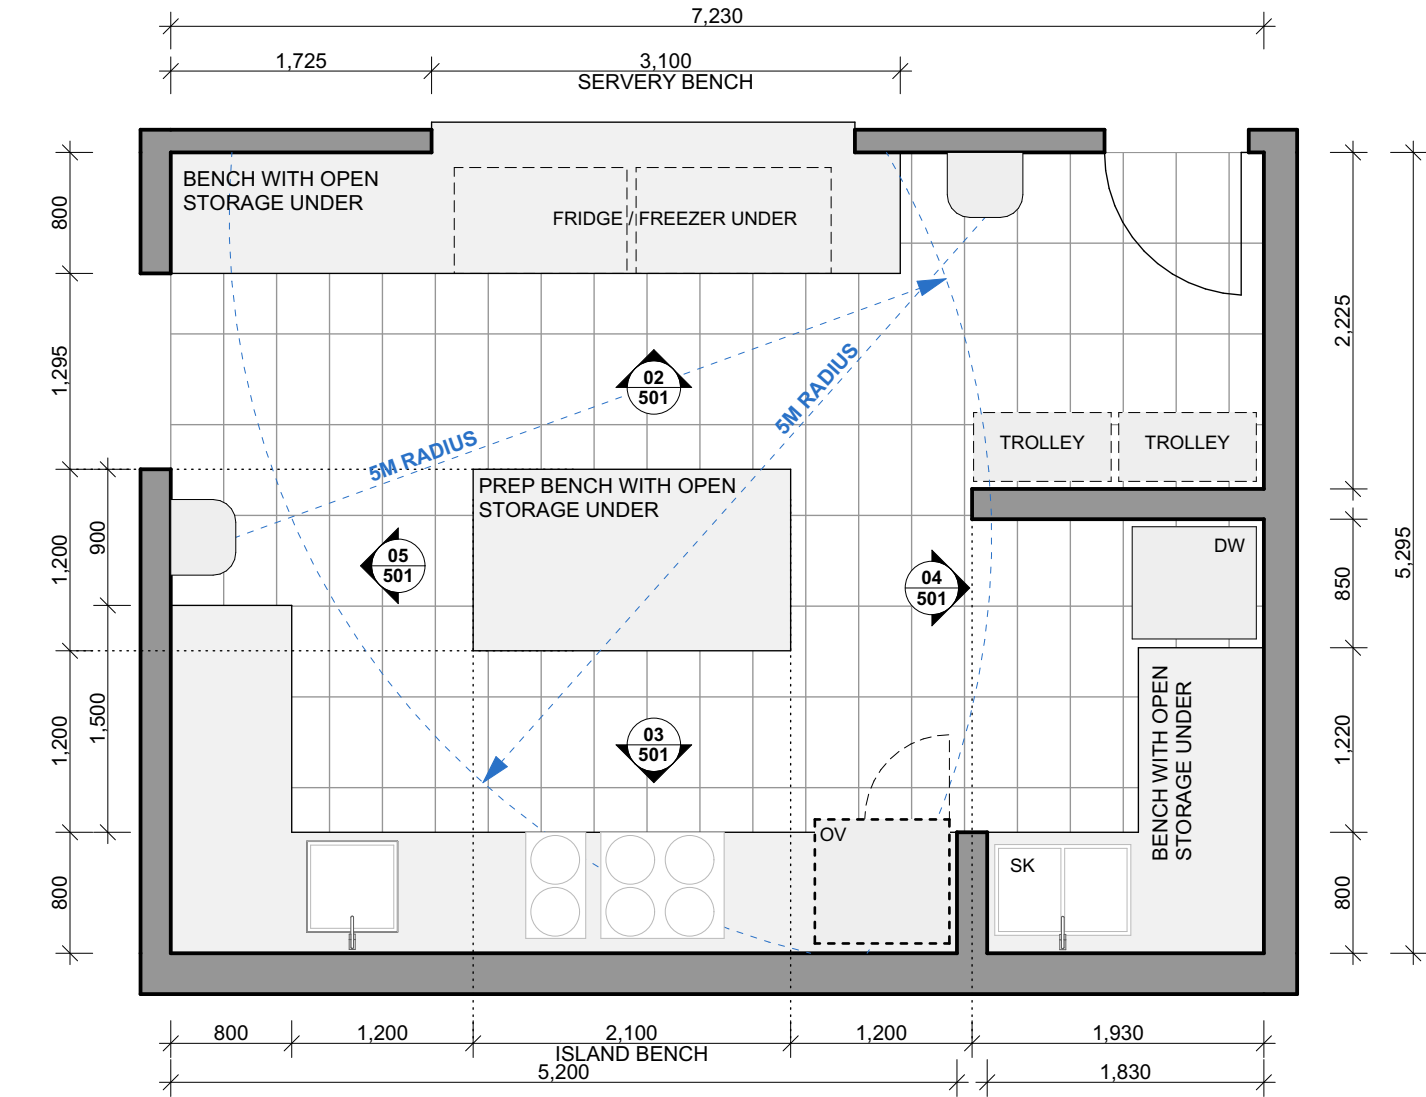 7,230
1,725
3,100
SERVERY BENCH
BENCH WITH OPEN
STORAGE UNDER
FRIDGE / FREEZER UNDER
800
1,295
1,200
900
1,200
1,500
800
2,225
850
1,220
800
5,295
5M RADIUS
5M RADIUS
02
501
TROLLEY
TROLLEY
PREP BENCH WITH OPEN
STORAGE UNDER
05
501
04
501
DW
03
501
BENCH WITH OPEN
STORAGE UNDER
OV
SK
800
1,200
2,100
ISLAND BENCH
1,200
1,930
5,200
1,830